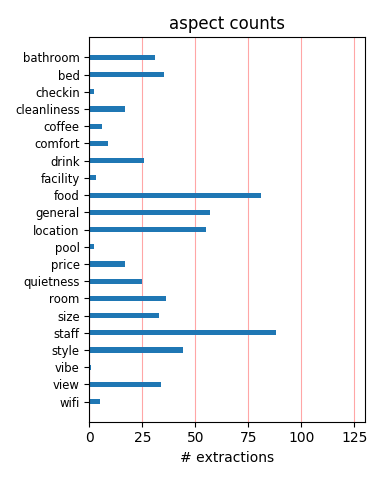 aspect counts
bathroom
bed
checkin
cleanliness
coffee
comfort
drink
facility
food
general
location
pool
price
quietness
room
size
staff
style
vibe
view
wifi
0 25 50 75 100 125
# extractions